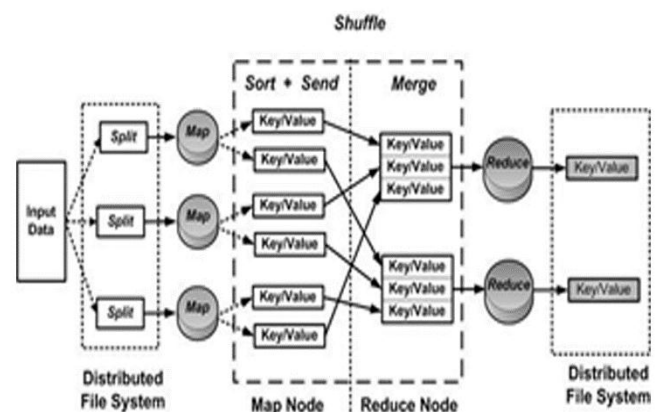 Shuffle
Sort + Send
Merge
Input
Data
Split
Split
Split
Map
Map
Map
Key/Value
Key/Value
Key/Value
Key/Value
Key/Value
Key/Value
Key/Value
Key/Value
Key/Value
Key/Value
Key/Value
Key/Value
Reduce
Reduce
Key/Value
Key/Value
Distributed
File System
Map Node
Reduce Node
Distributed
File System